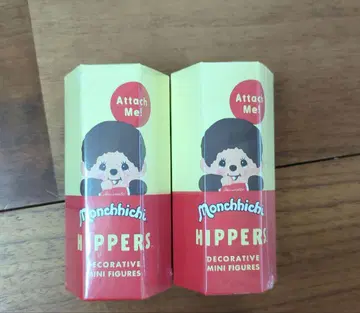 Attach
Me!
Monchhichi
HIPPERS
DECORATIVE
MINI FIGURES
Attach
Me!
Monchhichi
HIPPERS
DECORATIVE
MINI FIGURES